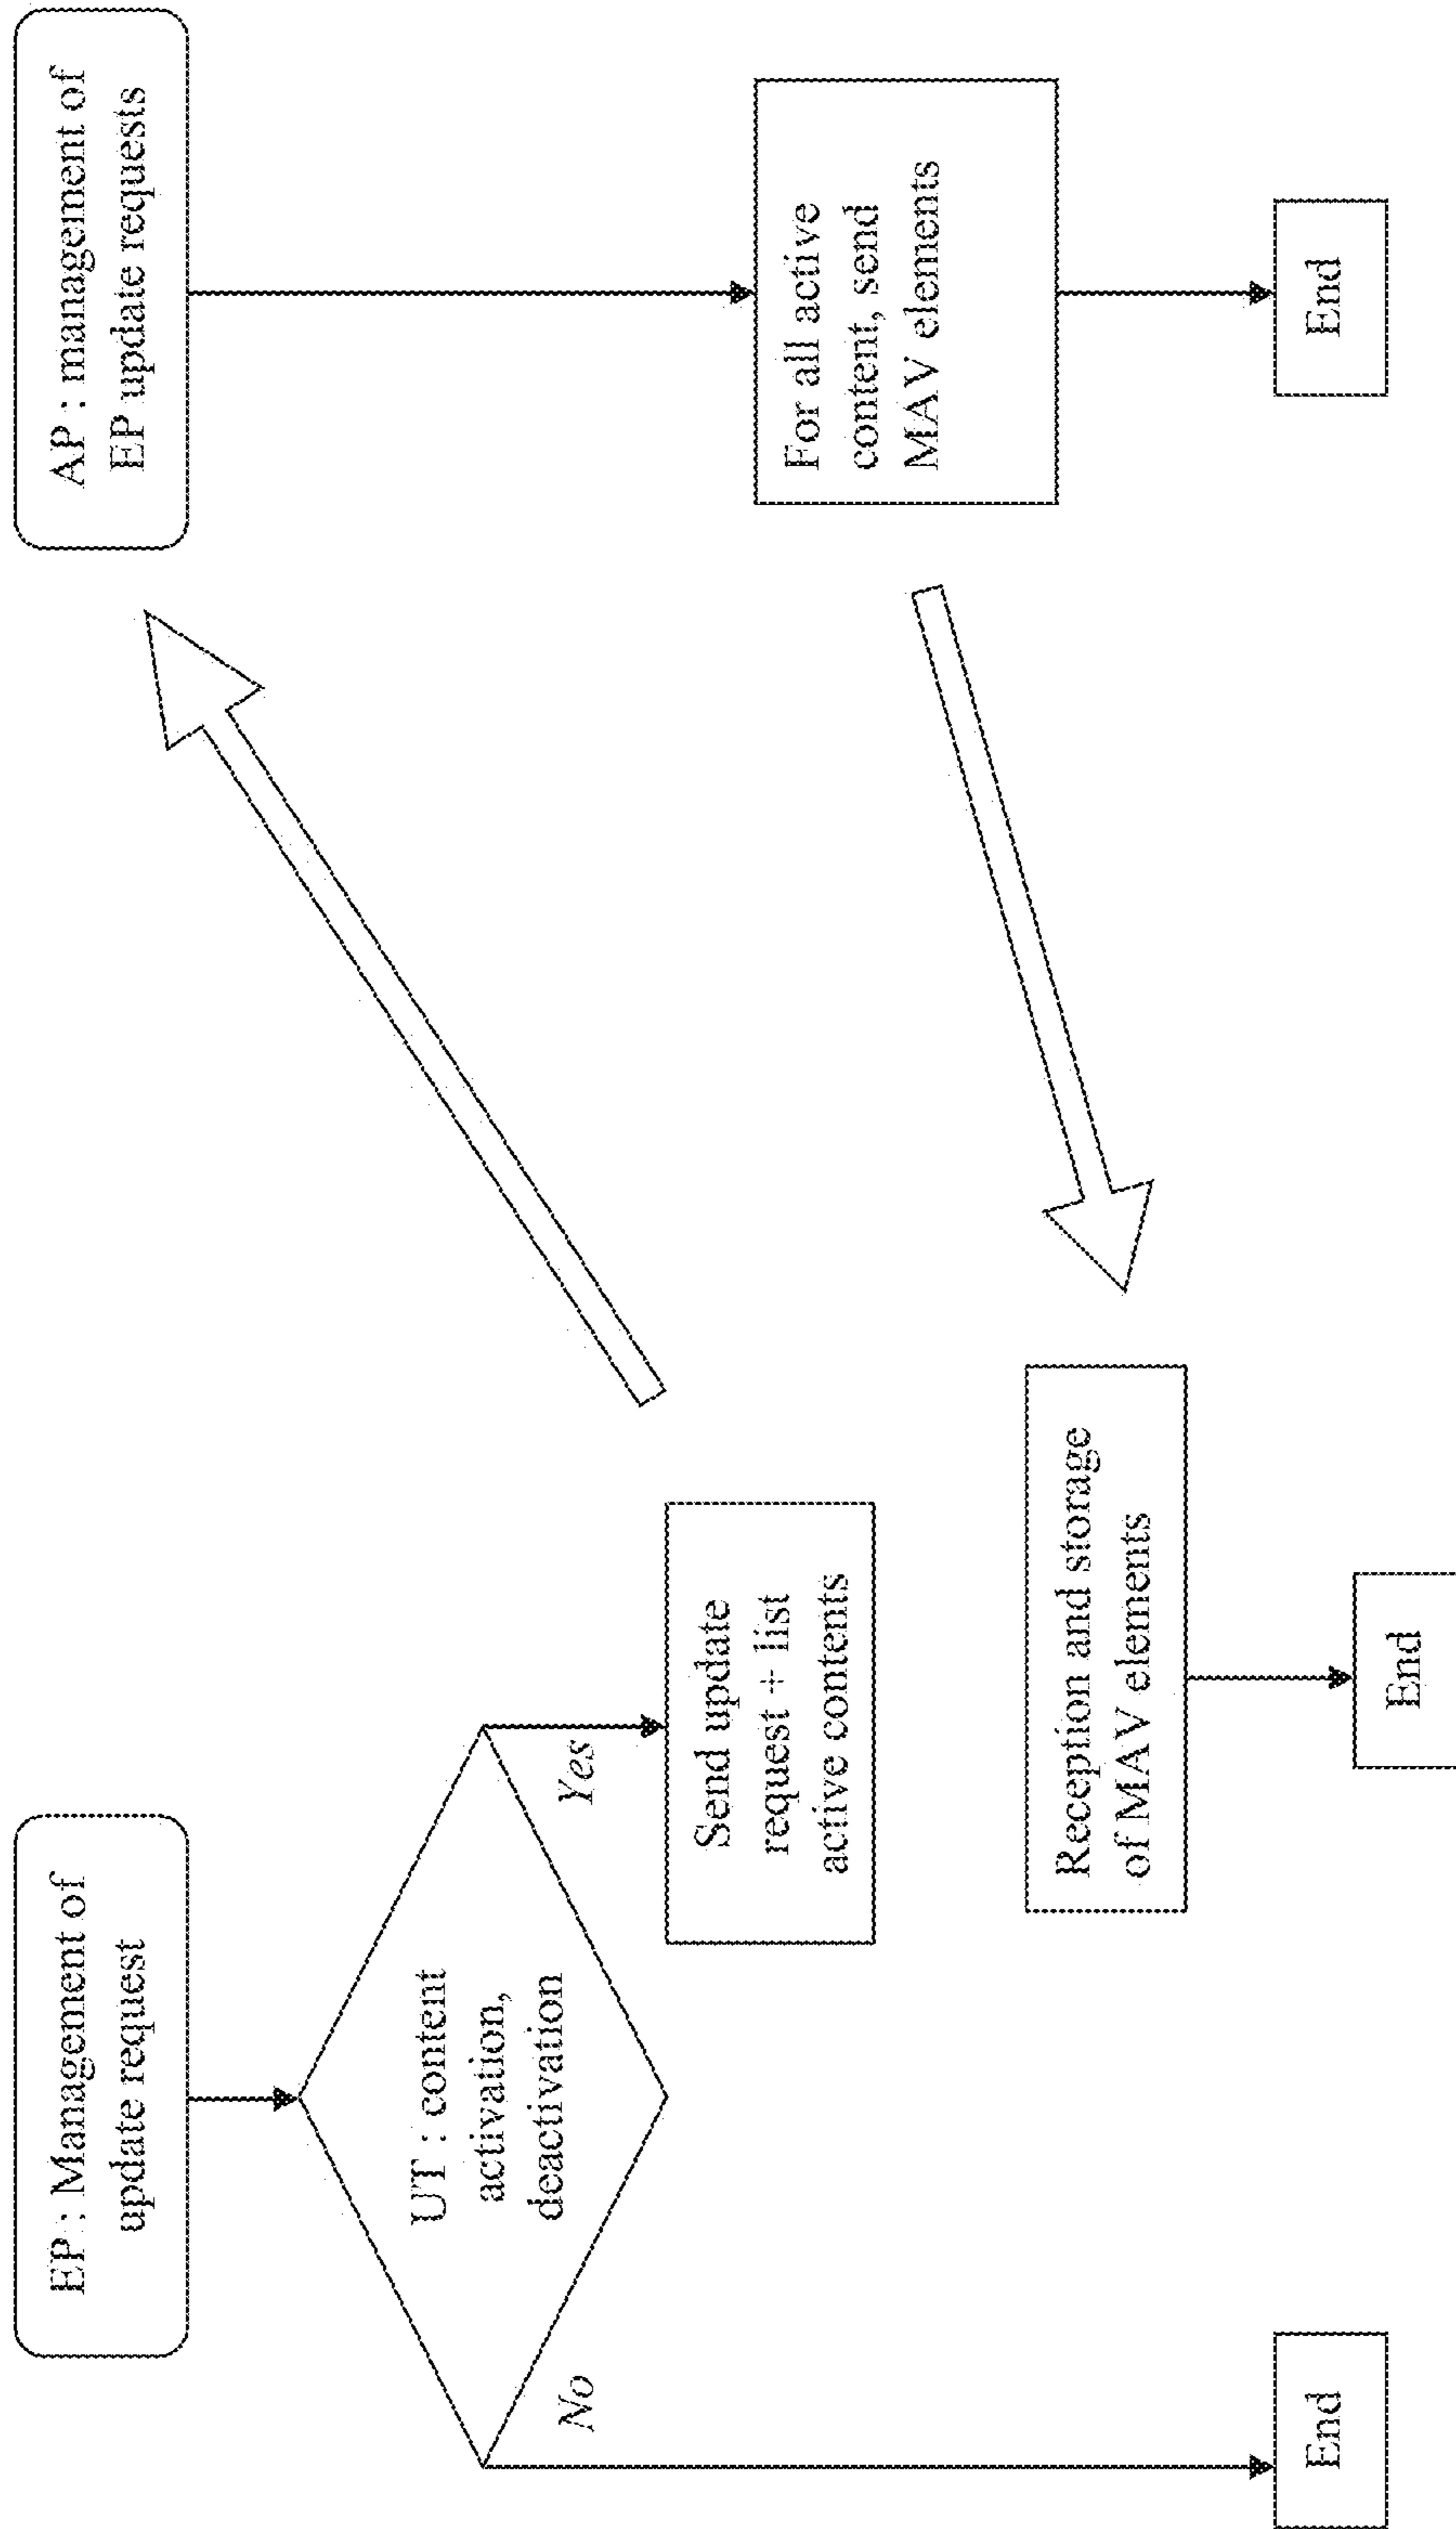 EP : Management of
update request
UT : content
activation,
deactivation
No
Yes
Send update
request + list
active contents
Reception and storage
of MAV elements
End
End
AP : management of
EP update requests
For all active
content, send
MAV elements
End